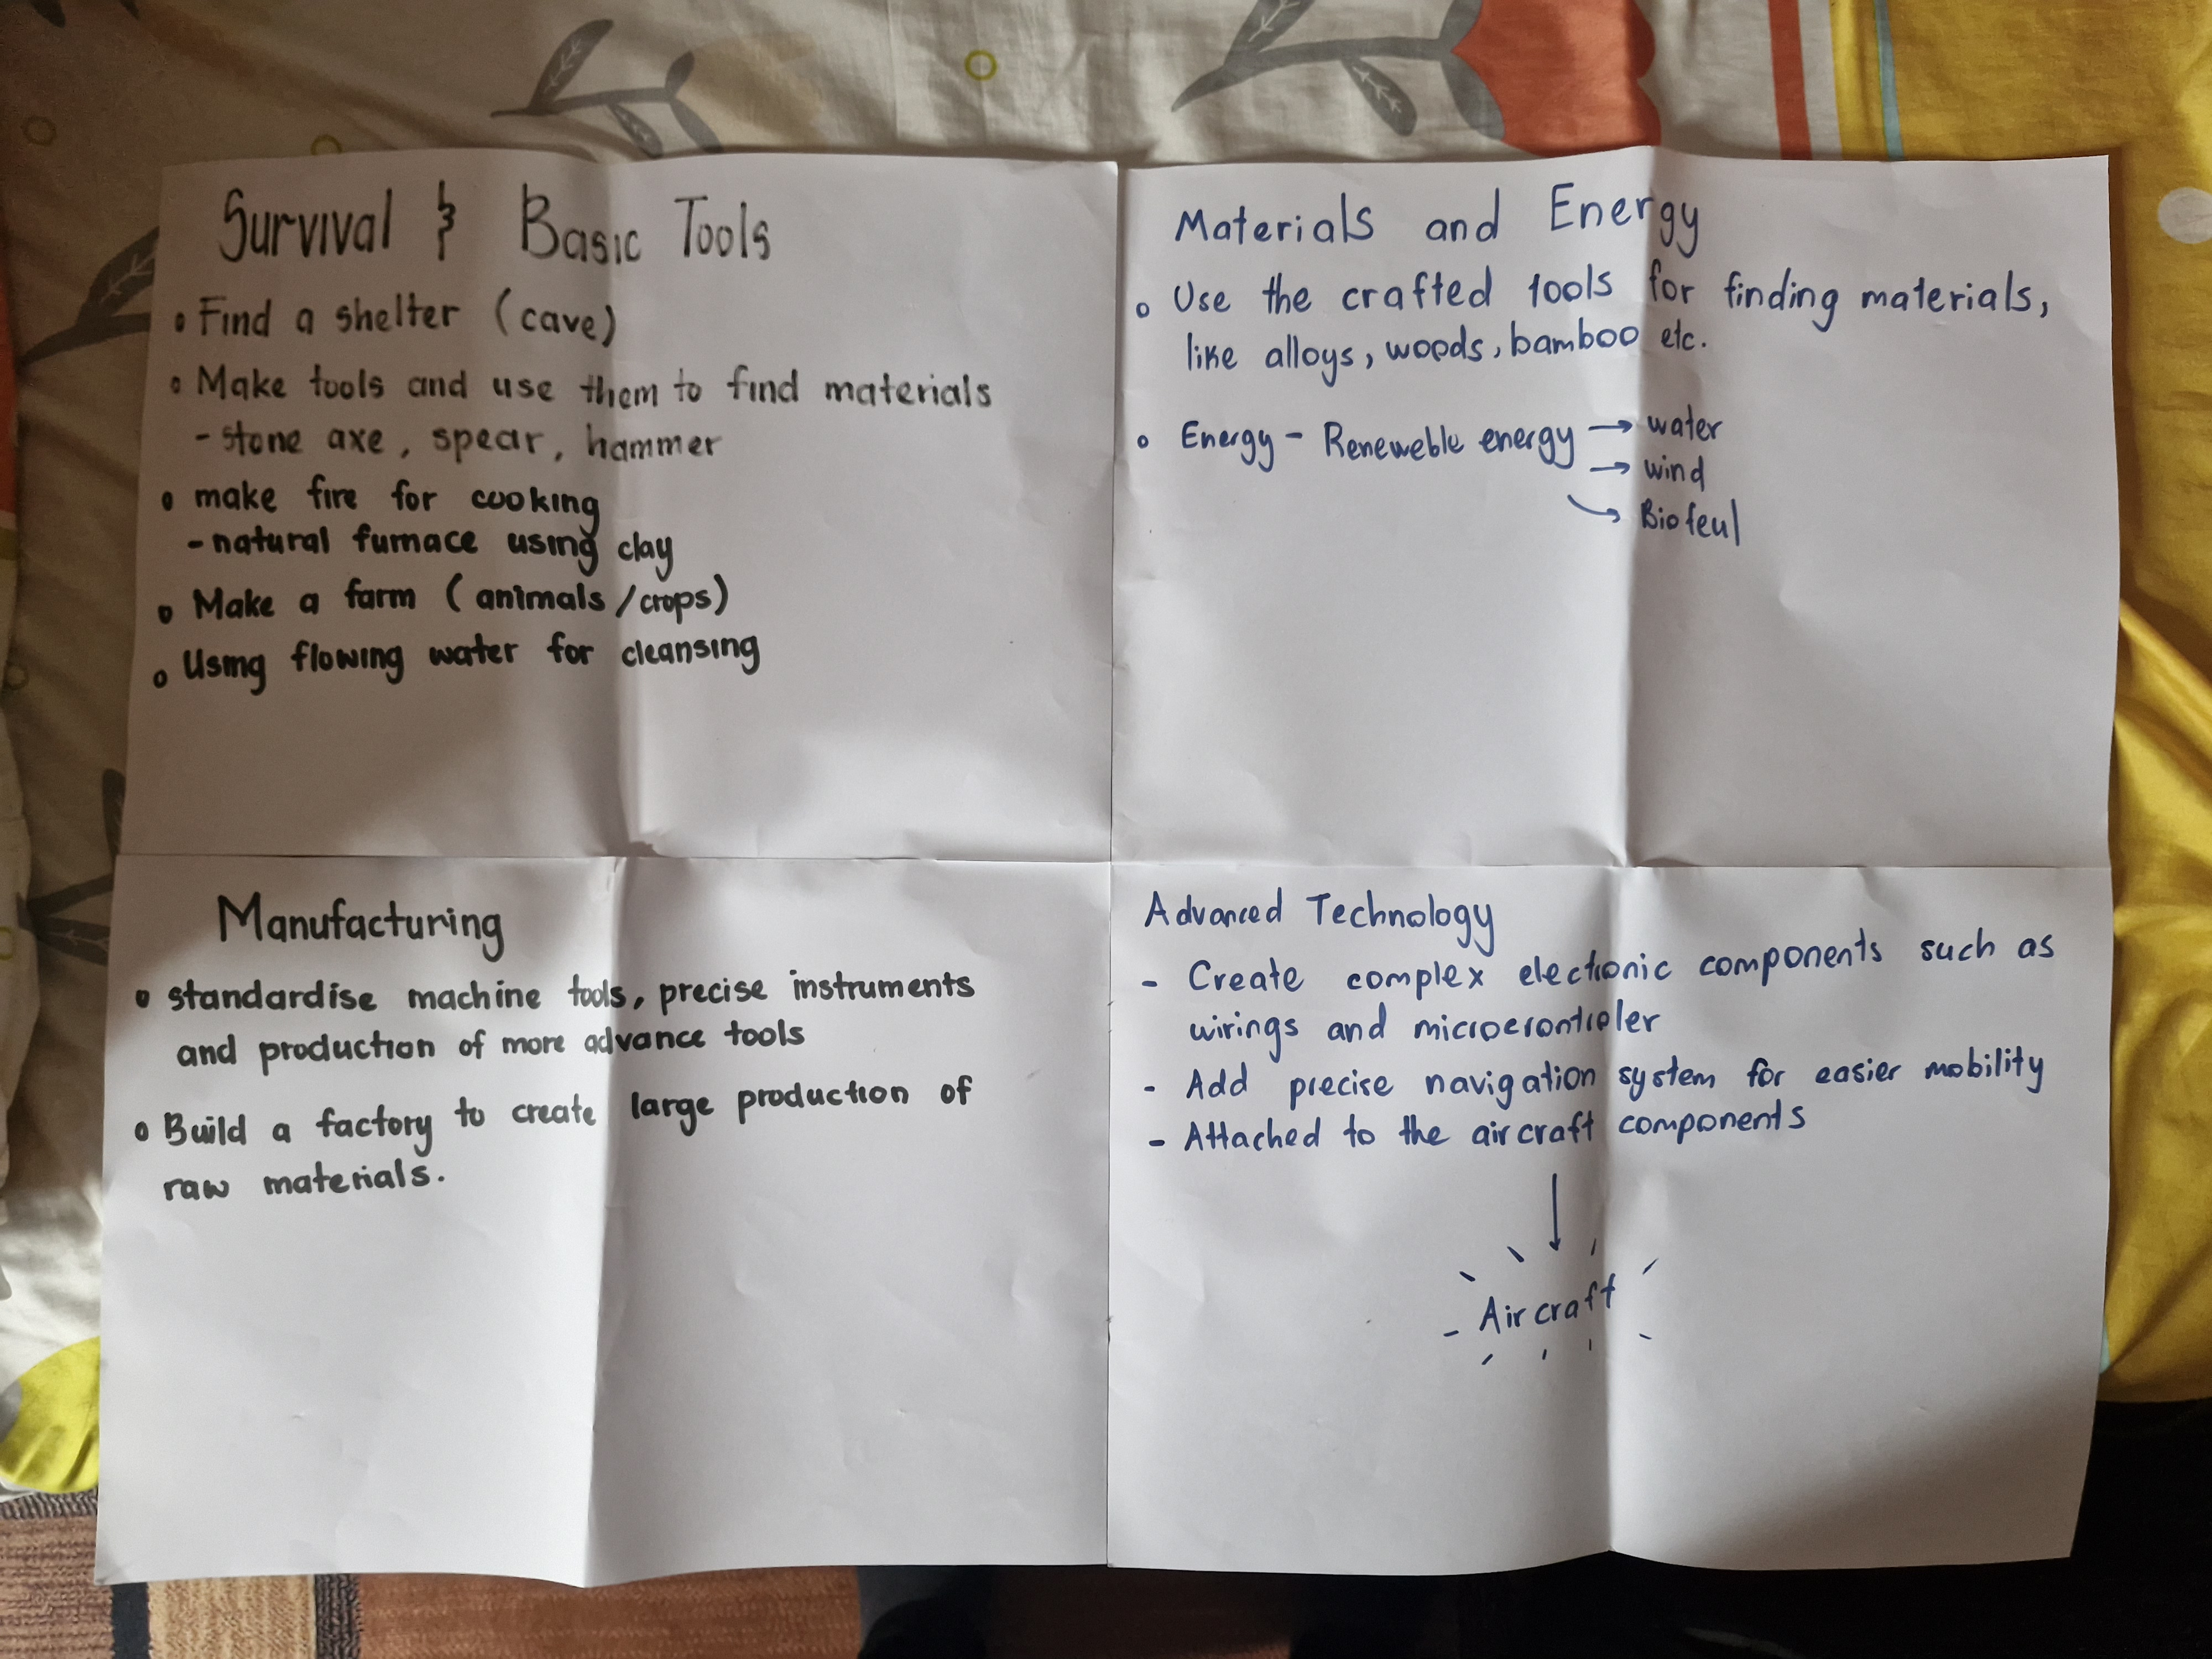 Survival & Basic Tools
• Find a shelter (cave)
• Make tools and use them to find materials
- stone axe, spear, hammer
• make fire for cooking
- natural furnace using clay
• Make a farm (animals/crops)
• Using flowing water for cleansing
Materials and Energy
• Use the crafted tools for finding materials,
like alloys, woods, bamboo etc.
• Energy - Reneweble energy → water
→ wind
→ Biofeul
Manufacturing
• standardise machine tools, precise instruments
and production of more advance tools
• Build a factory to create large production of
raw materials.
Advanced Technology
- Create complex electronic components such as
wirings and microcontroler
- Add precise navigation system for easier mobility
- Attached to the aircraft components
↓
Aircraft